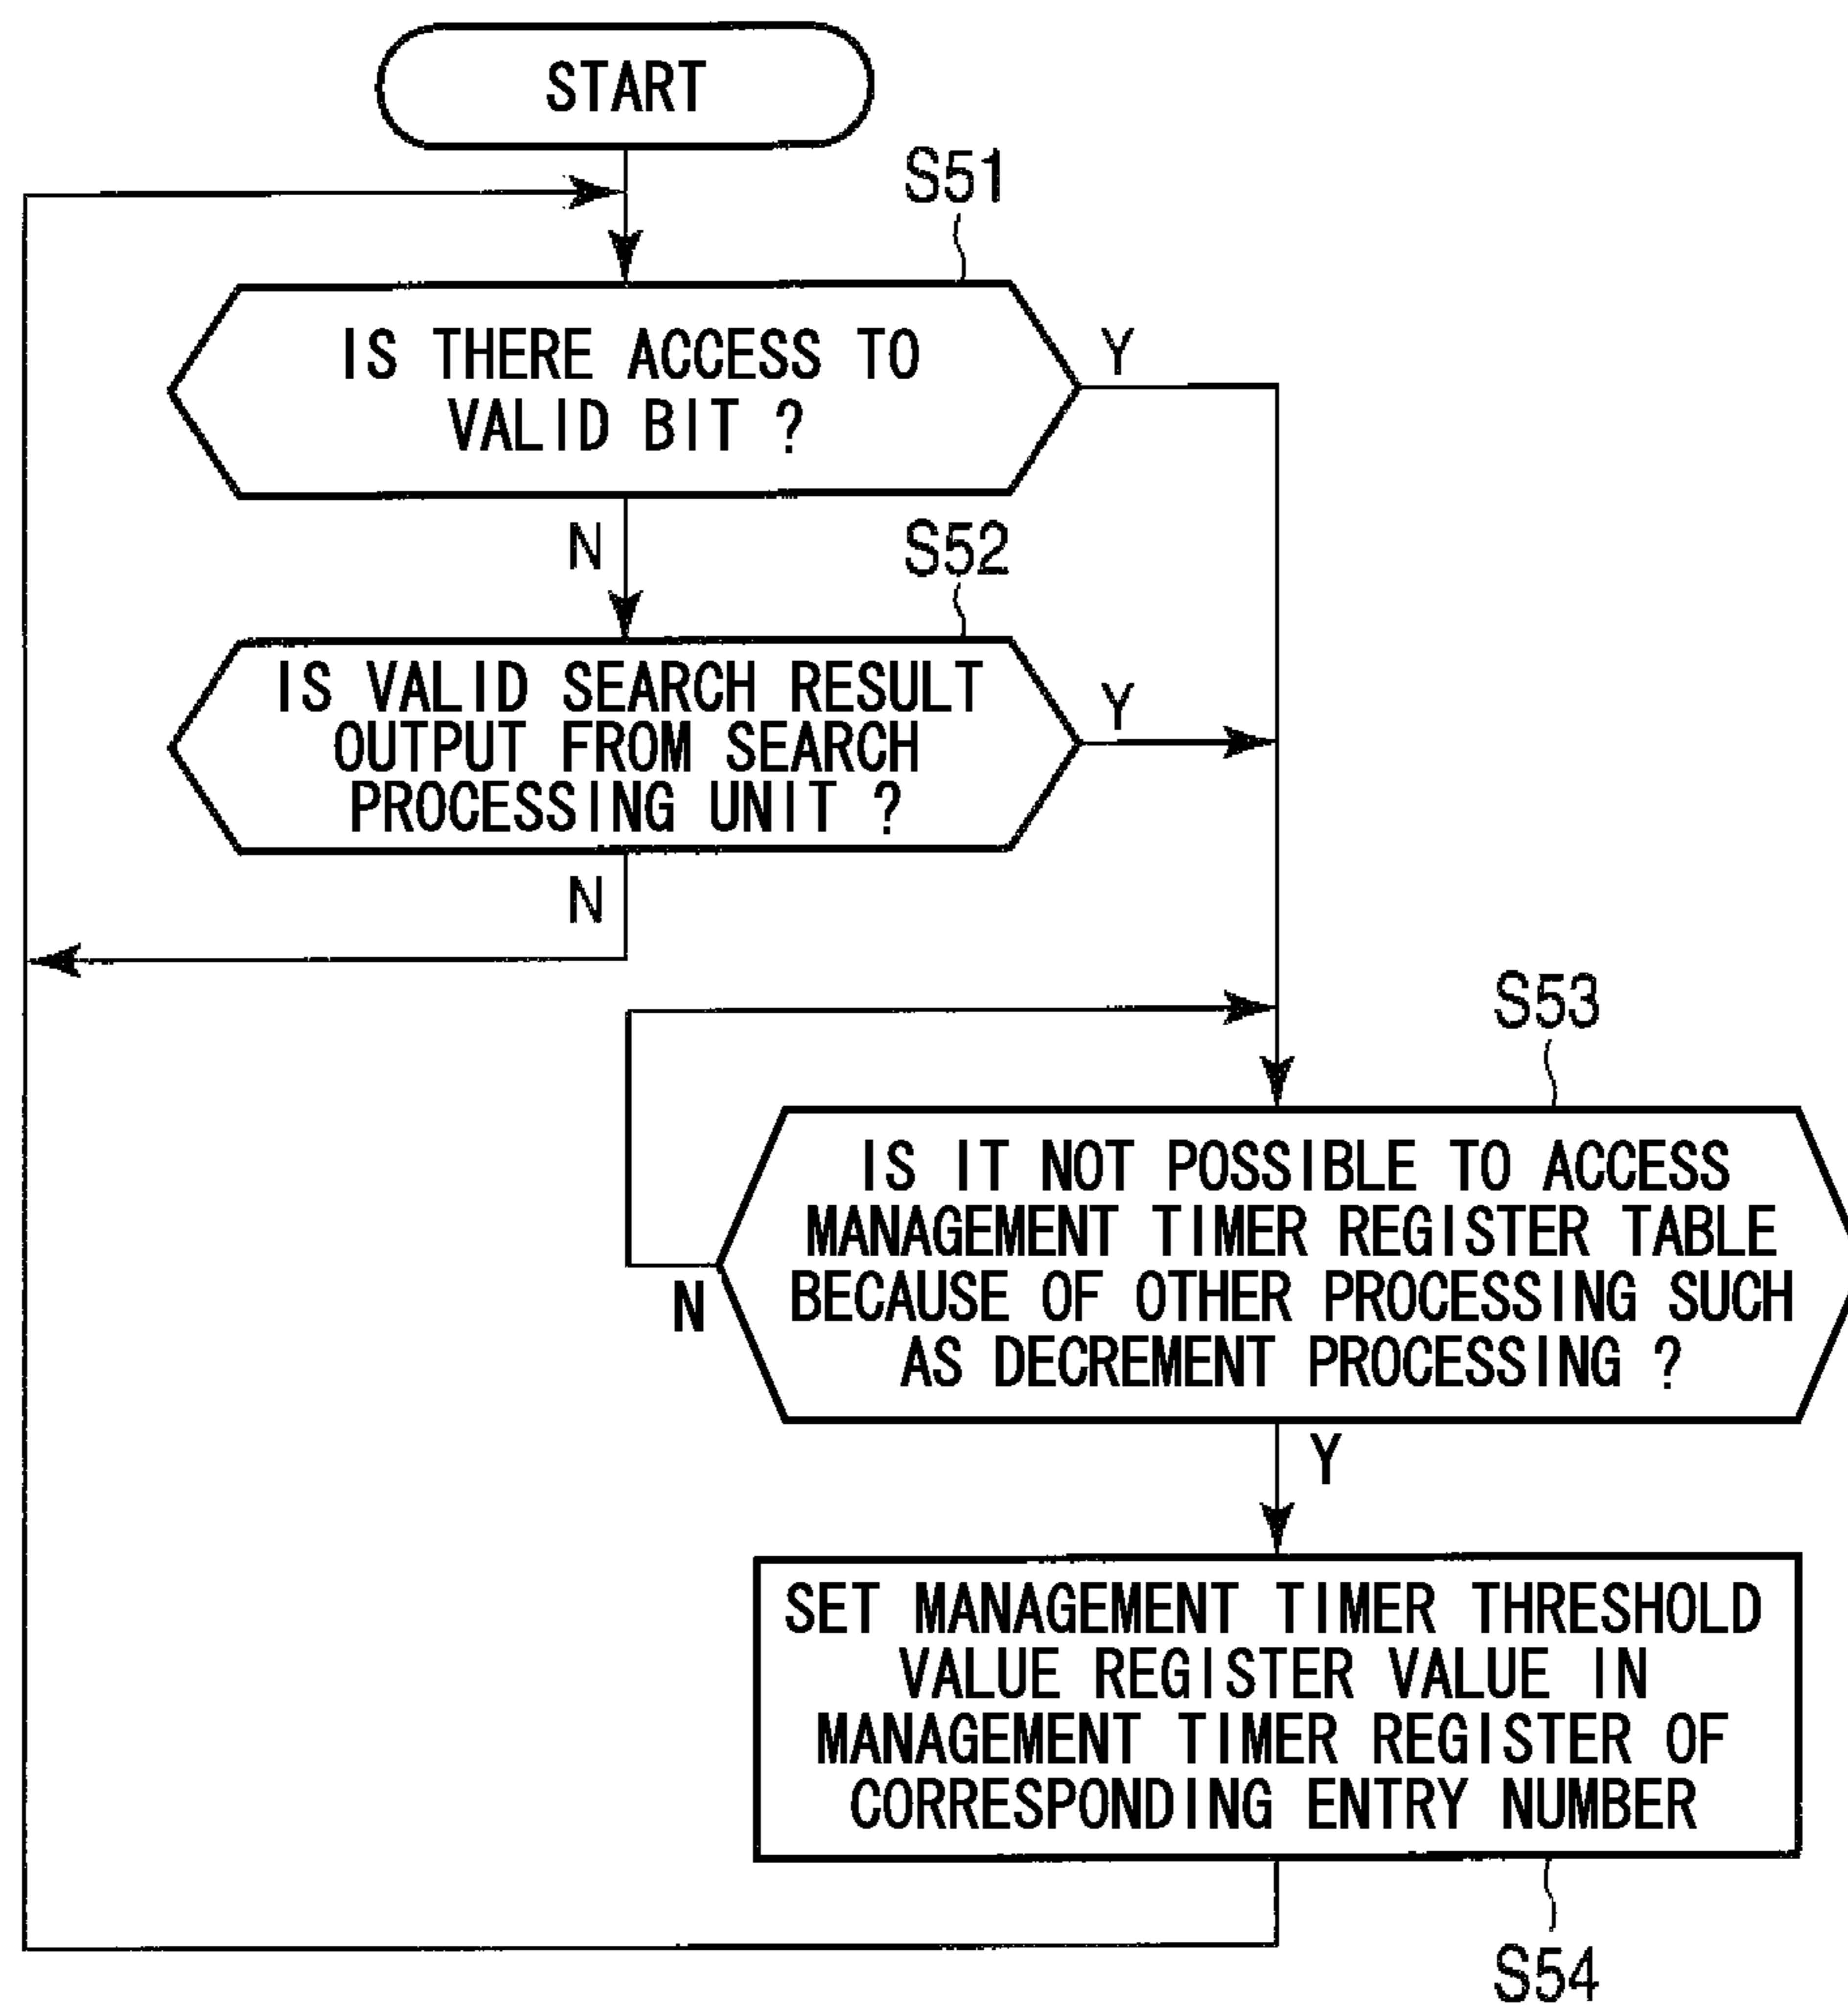 START
S51
IS THERE ACCESS TO
VALID BIT ?
Y
N
S52
IS VALID SEARCH RESULT
OUTPUT FROM SEARCH
PROCESSING UNIT ?
Y
N
S53
IS IT NOT POSSIBLE TO ACCESS
MANAGEMENT TIMER REGISTER TABLE
BECAUSE OF OTHER PROCESSING SUCH
AS DECREMENT PROCESSING ?
N
Y
SET MANAGEMENT TIMER THRESHOLD
VALUE REGISTER VALUE IN
MANAGEMENT TIMER REGISTER OF
CORRESPONDING ENTRY NUMBER
S54